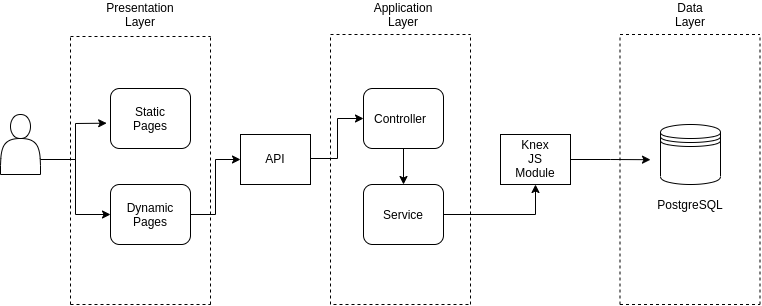 Presentation
Layer
Application
Layer
Data
Layer
Static
Pages
Dynamic
Pages
API
Controller
Service
Knex
JS
Module
PostgreSQL